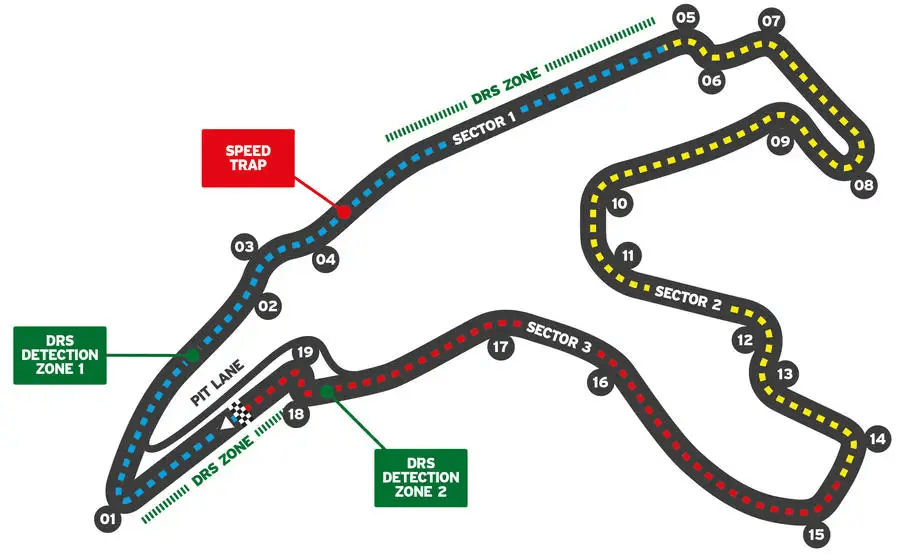 05
07
DRS ZONE
06
SECTOR 1
SPEED
TRAP
09
08
10
03
04
11
02
SECTOR 2
DRS
DETECTION
ZONE 1
12
SECTOR 3
17
19
PIT LANE
13
16
18
14
DRS ZONE
DRS
DETECTION
ZONE 2
01
15